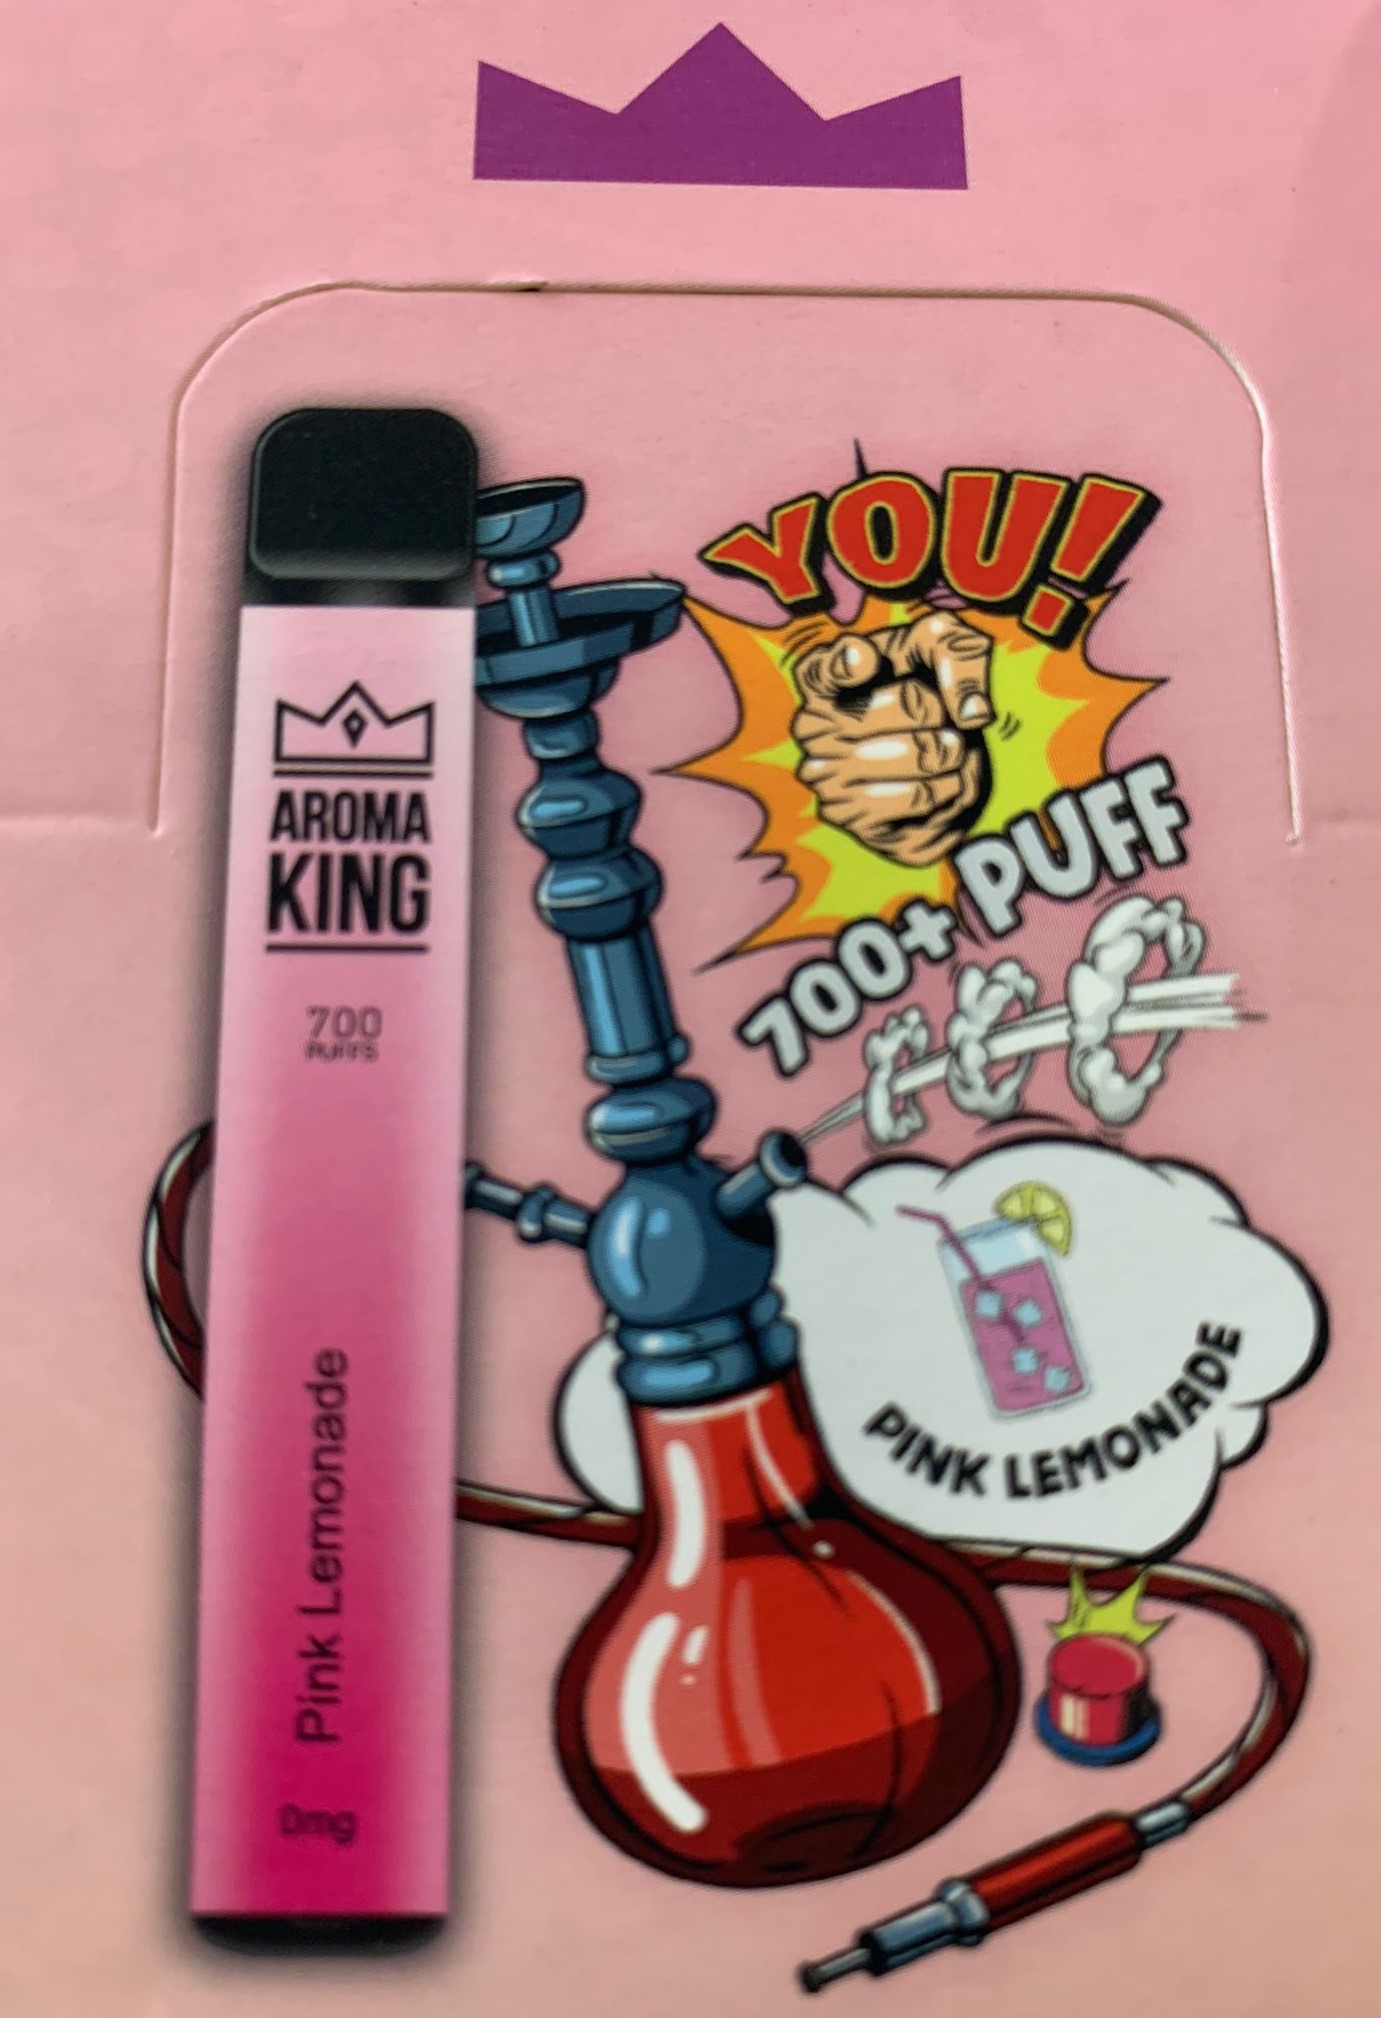 AROMA
KING
700
PUFFS
Pink Lemonade
0mg
YOU!
700+ PUFF
PINK LEMONADE